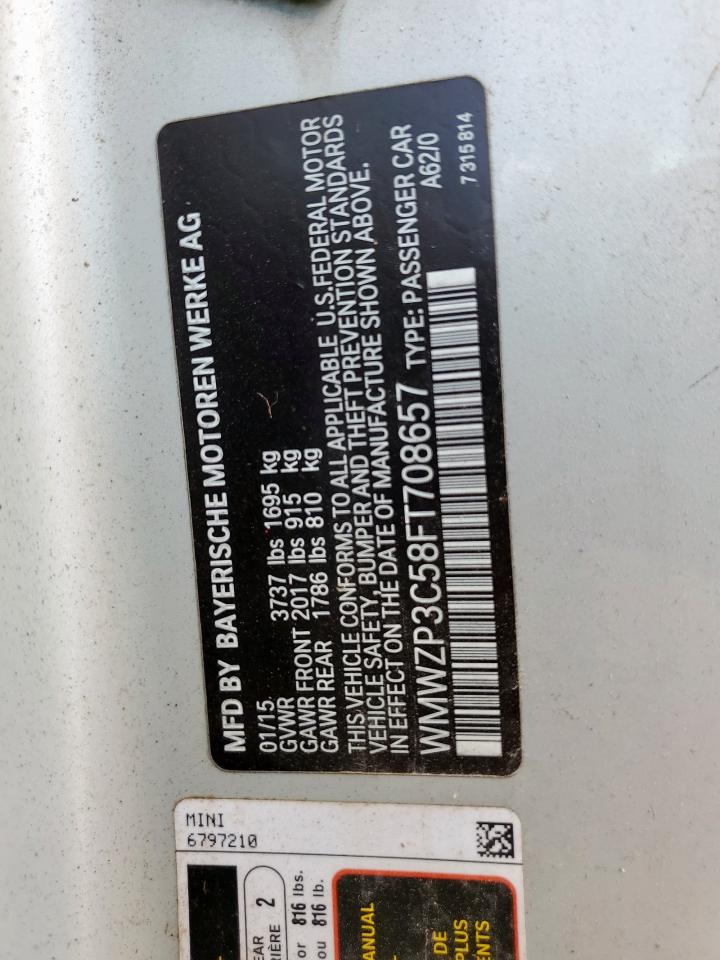 MFD BY BAYERISCHE MOTOREN WERKE AG
01/15
GVWR 3737 lbs 1695 kg
GAWR FRONT 2017 lbs 915 kg
GAWR REAR 1786 lbs 810 kg
THIS VEHICLE CONFORMS TO ALL APPLICABLE U.S.FEDERAL MOTOR
VEHICLE SAFETY, BUMPER AND THEFT PREVENTION STANDARDS
IN EFFECT ON THE DATE OF MANUFACTURE SHOWN ABOVE.
WMWZP3C58FT708657 TYPE: PASSENGER CAR
A62/0
7 315 814
MINI
6797210
2
or 816 lbs.
ou 816 lb.
DE